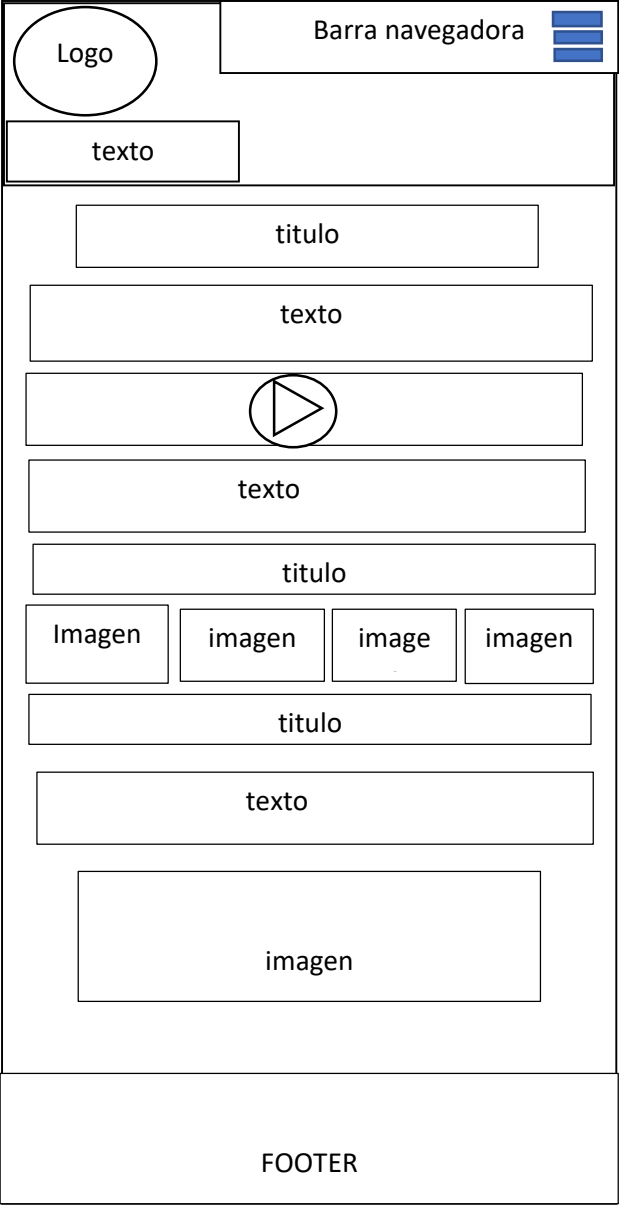 Logo
Barra navegadora
texto
titulo
texto
texto
titulo
Imagen
imagen
image
imagen
titulo
texto
imagen
FOOTER